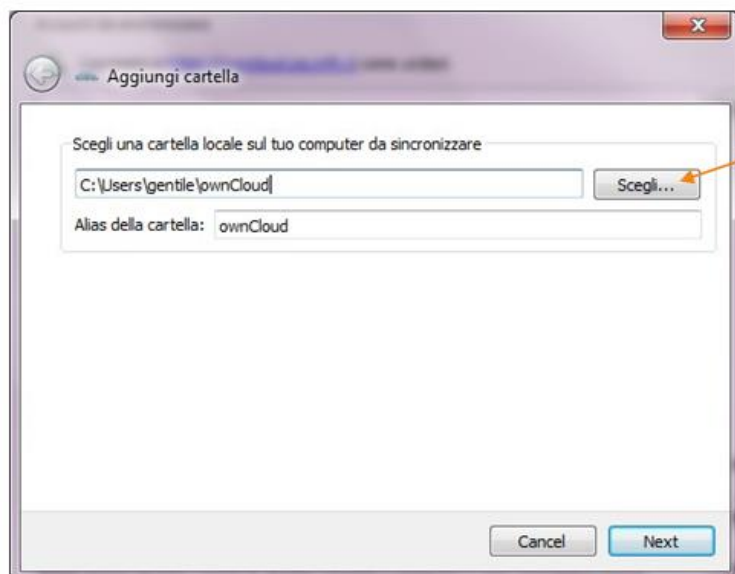 Aggiungi cartella
Scegli una cartella locale sul tuo computer da sincronizzare
C:\Users\gentile\ownCloud
Scegli...
Alias della cartella: ownCloud
Cancel Next